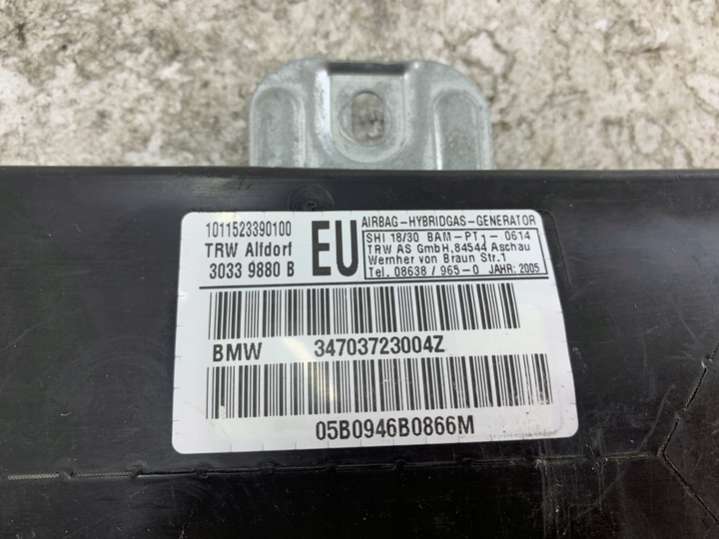 1011523390100
TRW Alfdorf
3033 9880 B
EU
AIRBAG-HYBRIDGAS-GENERATOR
SHI 18/30 BAM-PT1-0614
TRW AS GmbH,84544 Aschau
Wernher von Braun Str.1
Tel. 08638/965-0 JAHR:2005
BMW 34703723004Z
05B0946B0866M